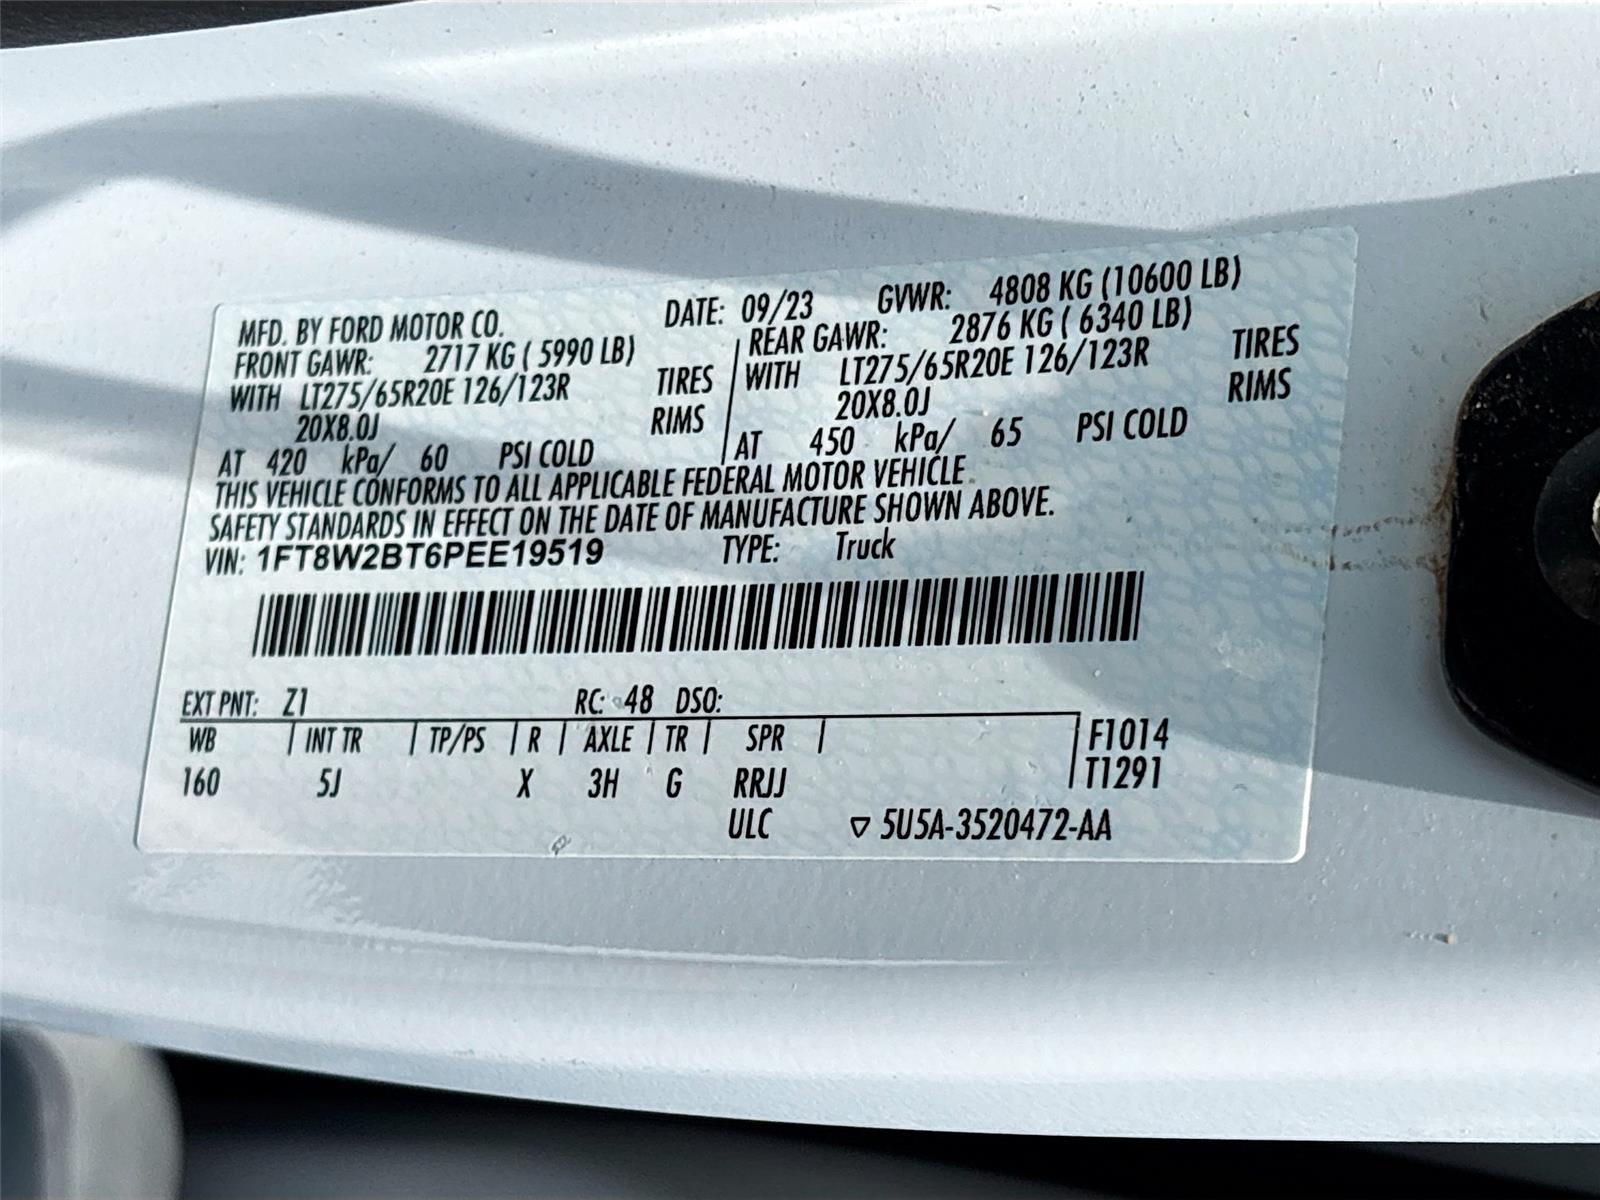 MFD. BY FORD MOTOR CO. DATE: 09/23 GVWR: 4808 KG (10600 LB)
FRONT GAWR: 2717 KG ( 5990 LB) REAR GAWR: 2876 KG ( 6340 LB)
WITH LT275/65R20E 126/123R TIRES WITH LT275/65R20E 126/123R TIRES
20X8.0J RIMS 20X8.0J RIMS
AT 420 kPa/ 60 PSI COLD AT 450 kPa/ 65 PSI COLD
THIS VEHICLE CONFORMS TO ALL APPLICABLE FEDERAL MOTOR VEHICLE
SAFETY STANDARDS IN EFFECT ON THE DATE OF MANUFACTURE SHOWN ABOVE.
VIN: 1FT8W2BT6PEE19519 TYPE: Truck
EXT PNT: Z1 RC: 48 DSO:
WB INT TR TP/PS R AXLE TR SPR F1014
160 5J X 3H G RRJJ T1291
ULC ▽ 5U5A-3520472-AA